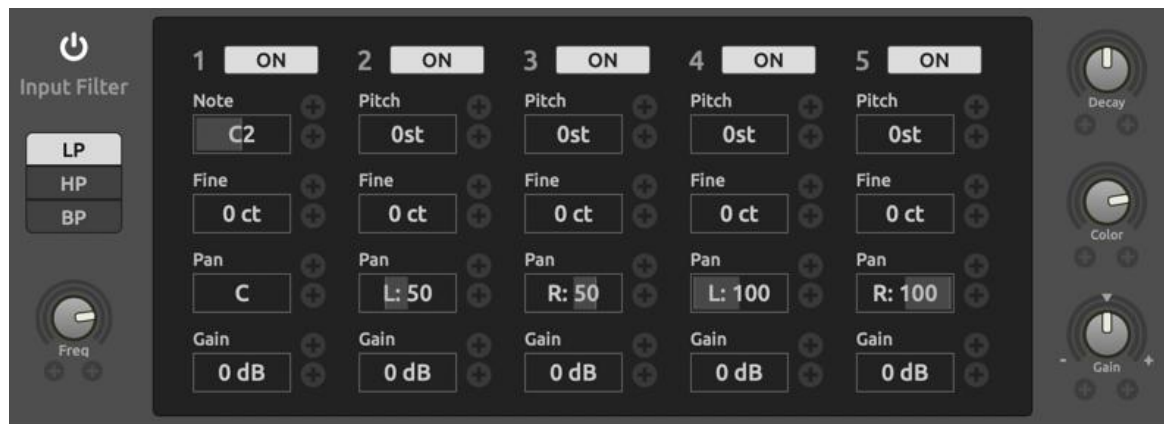 Input Filter
LP
HP
BP
Freq
1 ON 2 ON 3 ON 4 ON 5 ON
Note Pitch Pitch Pitch Pitch
C2 0st 0st 0st 0st
Fine Fine Fine Fine Fine
0 ct 0 ct 0 ct 0 ct 0 ct
Pan Pan Pan Pan Pan
C L: 50 R: 50 L: 100 R: 100
Gain Gain Gain Gain Gain
0 dB 0 dB 0 dB 0 dB 0 dB
Decay
Color
- Gain +